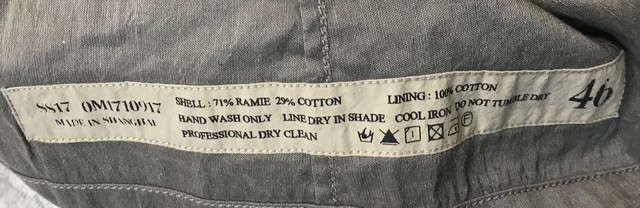 SS17 OM1710917
MADE IN SHANGHAI
SHELL : 71% RAMIE 29% COTTON LINING : 100% COTTON
HAND WASH ONLY LINE DRY IN SHADE COOL IRON DO NOT TUMBLE DRY
PROFESSIONAL DRY CLEAN
46